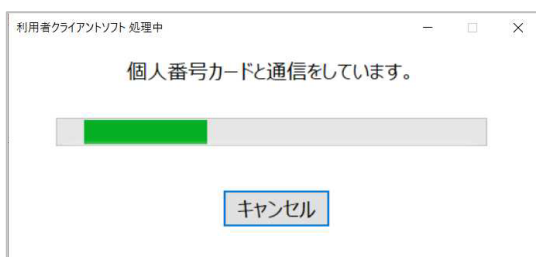 利用者クライアントソフト 処理中
個人番号カードと通信をしています。
キャンセル